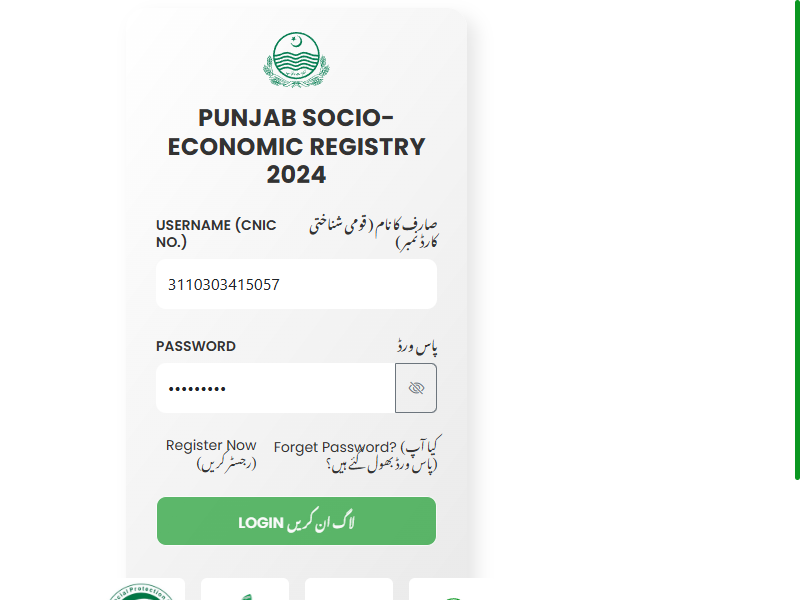 PUNJAB SOCIO-
ECONOMIC REGISTRY
2024
USERNAME (CNIC
NO.)
صارف کا نام ( قومی شناختی
کارڈ نمبر )
3110303415057
PASSWORD
پاس ورڈ
•••••••••
Register Now
(رجسٹر کریں)
Forget Password? (کیا آپ
پاس ورڈ بھول گئے ہیں؟)
LOGIN لاگ ان کریں